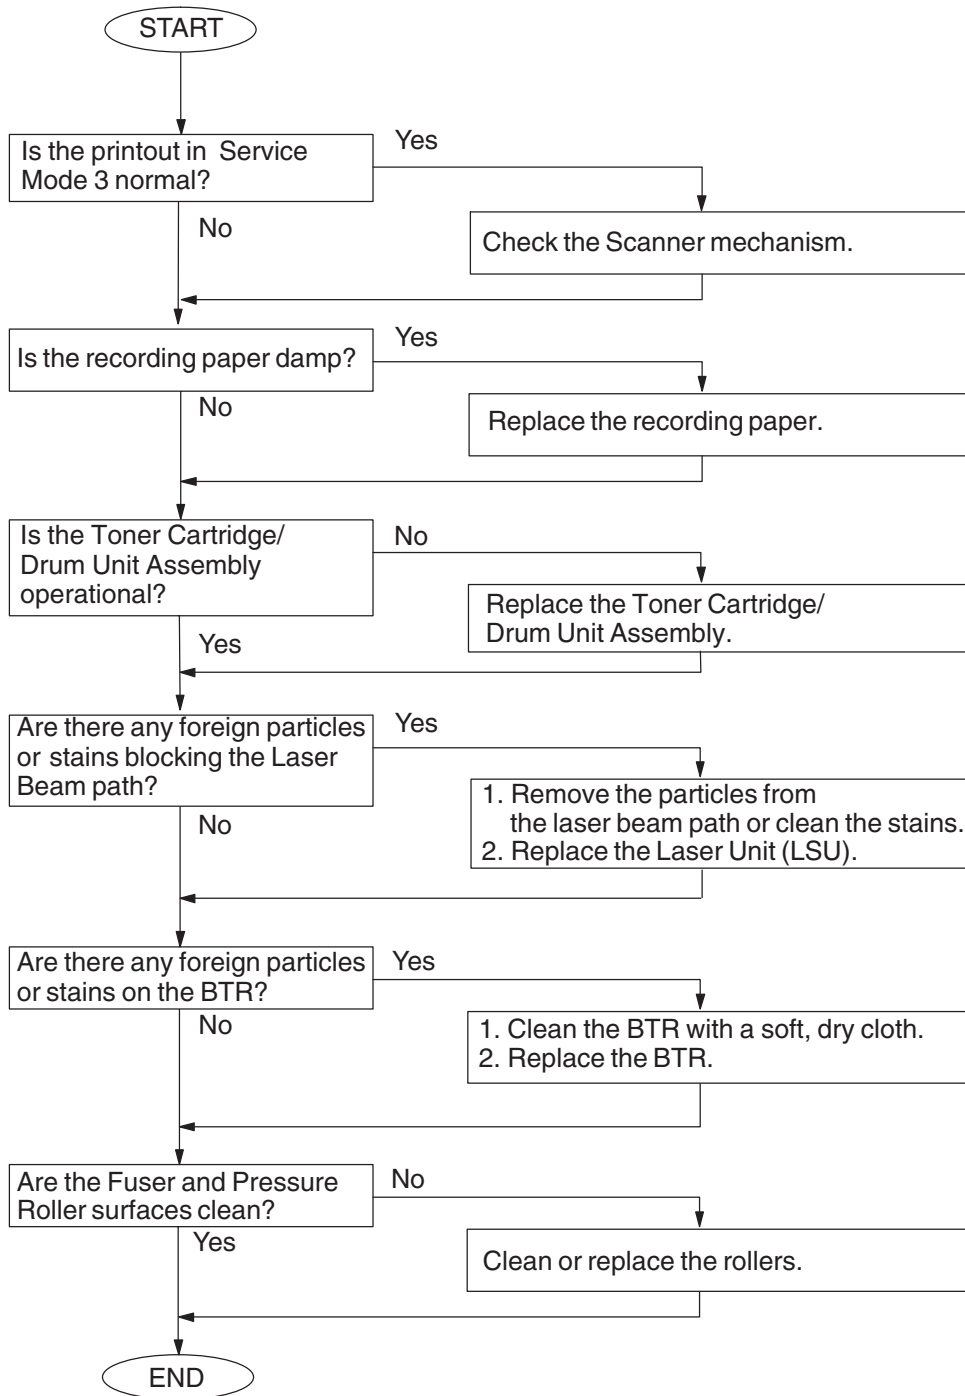 START
Is the printout in Service
Mode 3 normal?
Yes
No
Check the Scanner mechanism.
Is the recording paper damp?
Yes
No
Replace the recording paper.
Is the Toner Cartridge/
Drum Unit Assembly
operational?
No
Yes
Replace the Toner Cartridge/
Drum Unit Assembly.
Are there any foreign particles
or stains blocking the Laser
Beam path?
Yes
No
1. Remove the particles from
the laser beam path or clean the stains.
2. Replace the Laser Unit (LSU).
Are there any foreign particles
or stains on the BTR?
Yes
No
1. Clean the BTR with a soft, dry cloth.
2. Replace the BTR.
Are the Fuser and Pressure
Roller surfaces clean?
No
Yes
Clean or replace the rollers.
END